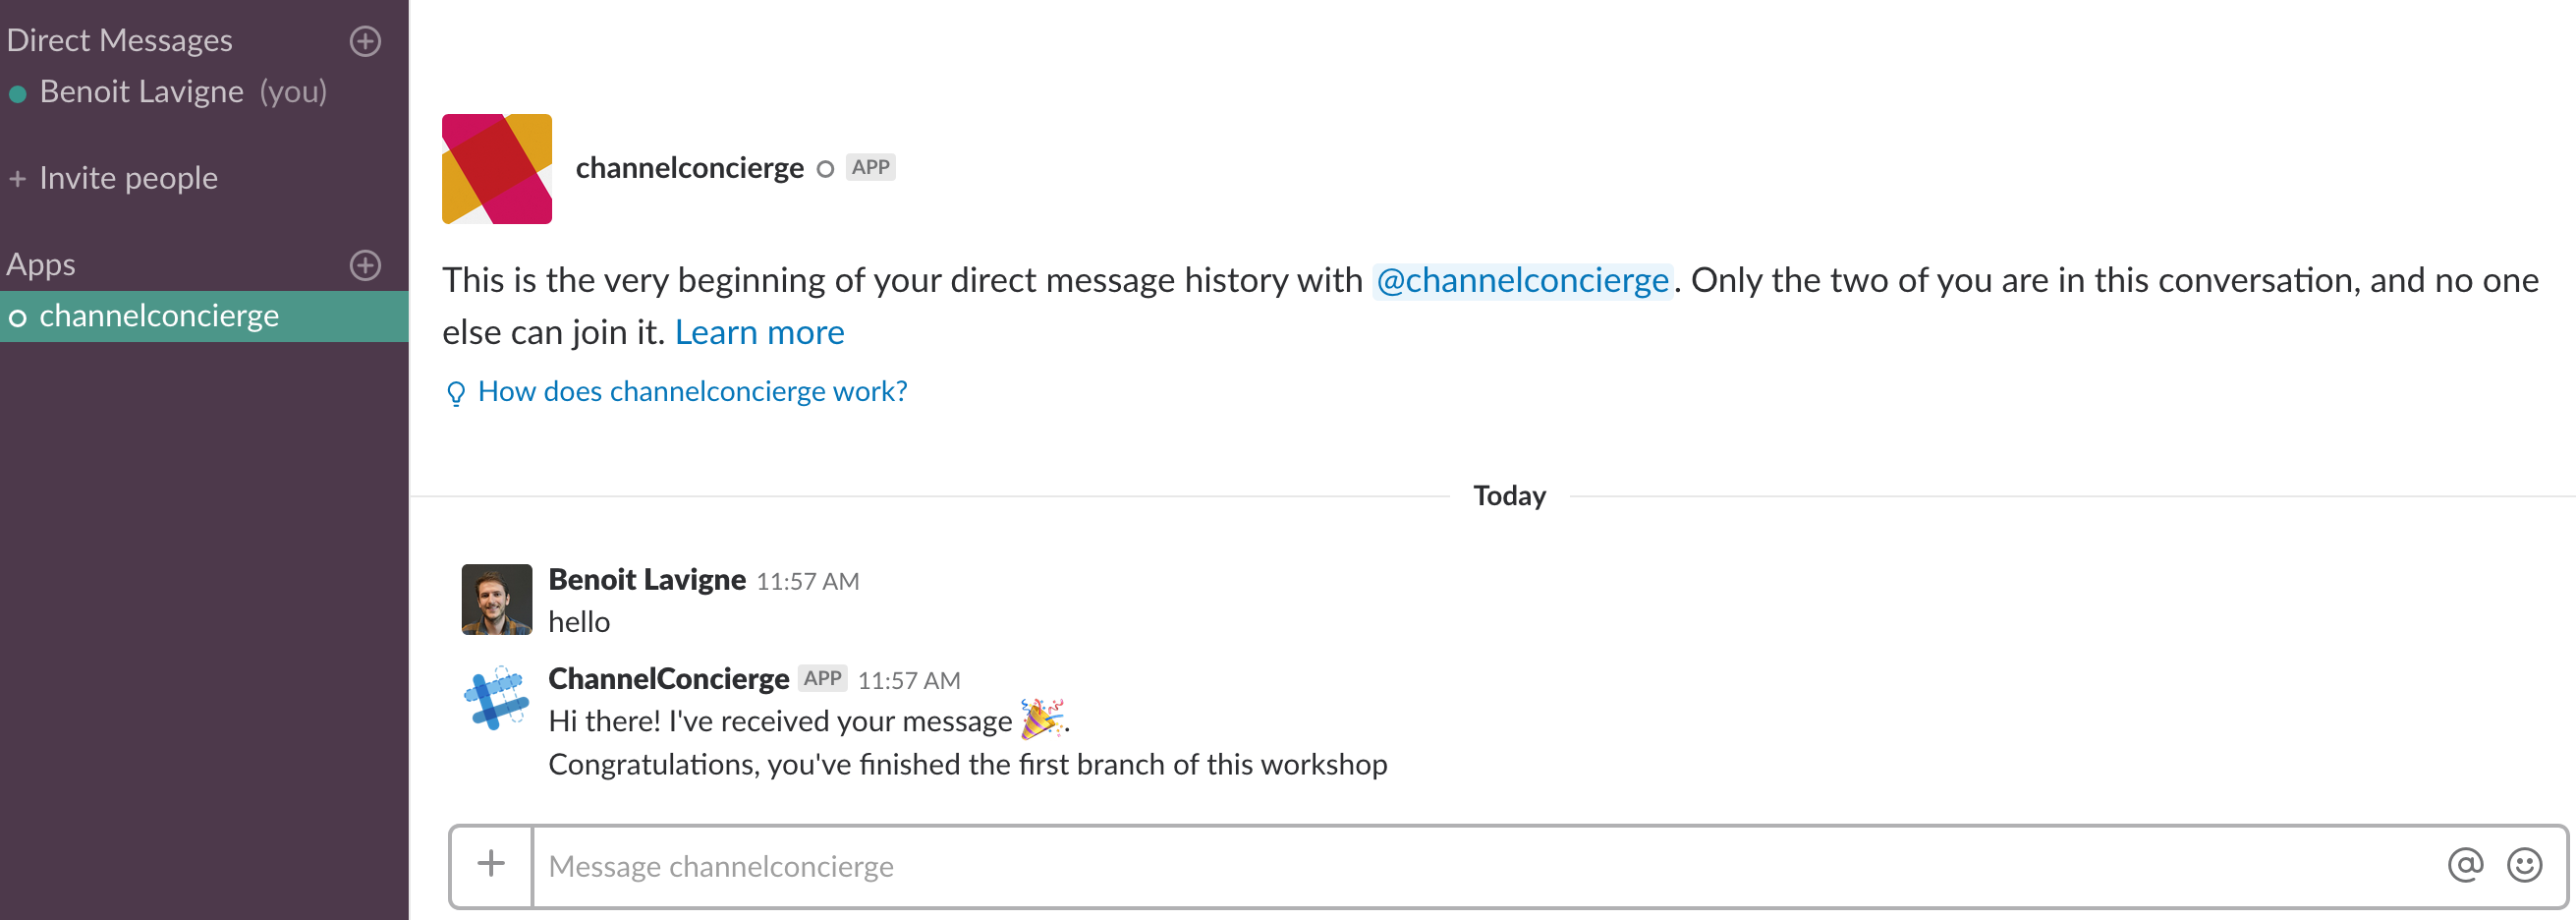 Direct Messages
Benoit Lavigne (you)
+ Invite people
Apps
channelconcierge
channelconcierge APP
This is the very beginning of your direct message history with @channelconcierge. Only the two of you are in this conversation, and no one
else can join it. Learn more
How does channelconcierge work?
Today
Benoit Lavigne 11:57 AM
hello
ChannelConcierge APP 11:57 AM
Hi there! I've received your message 🎉.
Congratulations, you've finished the first branch of this workshop
Message channelconcierge